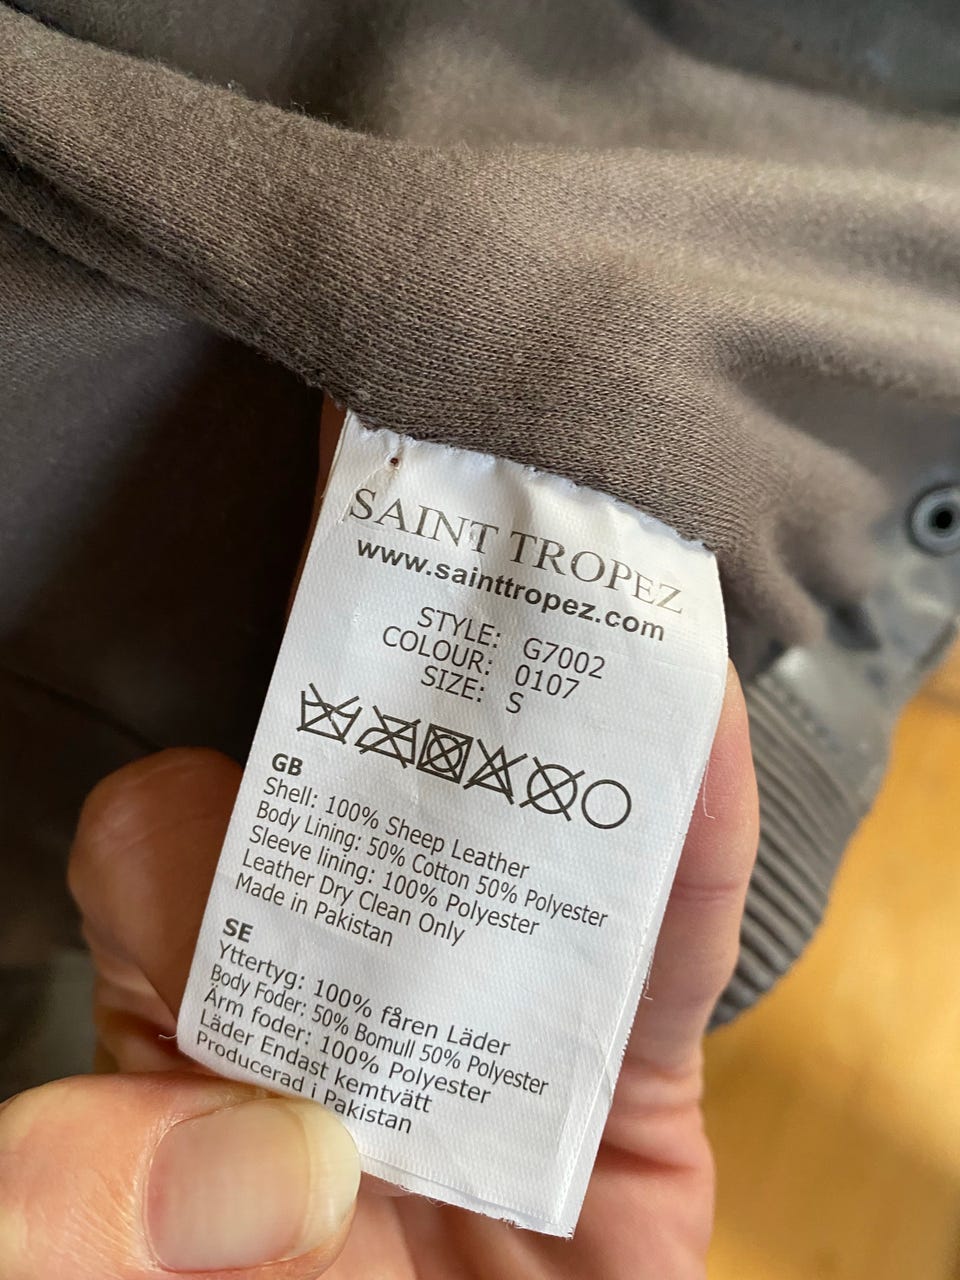 SAINT TROPEZ
www.sainttropez.com
STYLE: G7002
COLOUR: 0107
SIZE: S
GB
Shell: 100% Sheep Leather
Body Lining: 50% Cotton 50% Polyester
Sleeve lining: 100% Polyester
Leather Dry Clean Only
Made in Pakistan
SE
Yttertyg: 100% fåren Läder
Body Foder: 50% Bomull 50% Polyester
Ärm foder: 100% Polyester
Läder Endast kemtvätt
Producerad i Pakistan